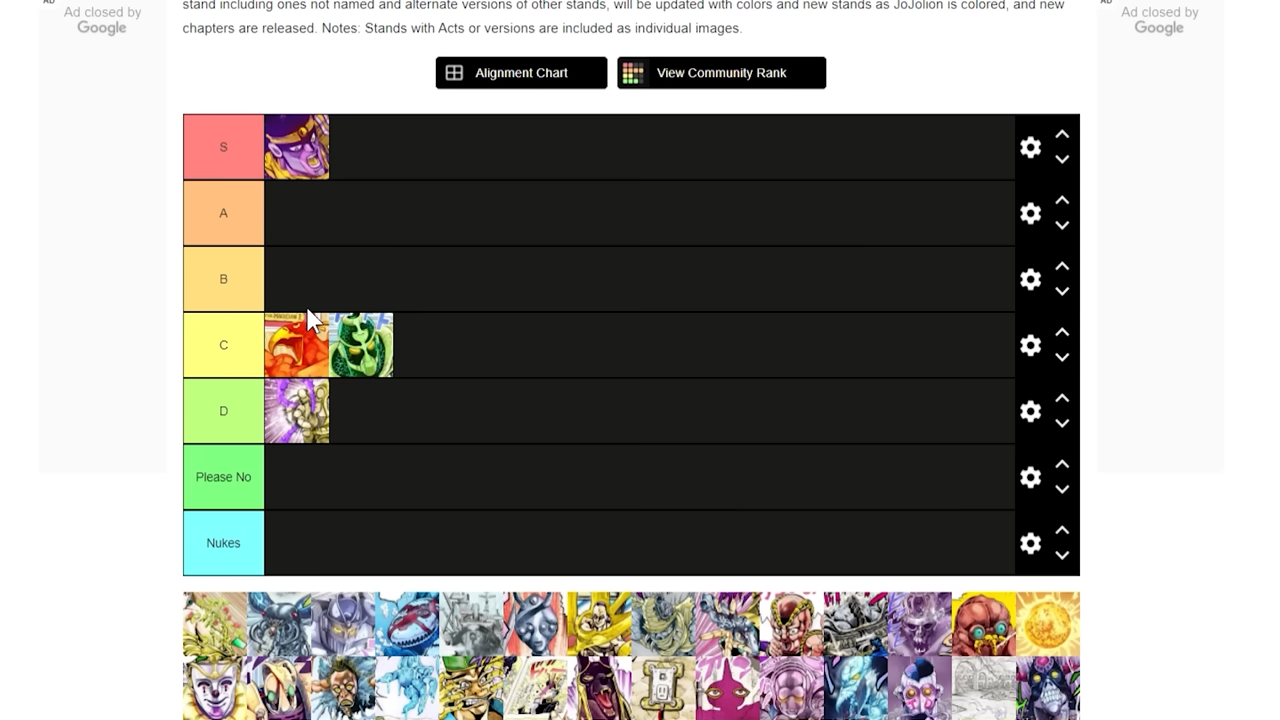 stand including ones not named and alternate versions of other stands, will be updated with colors and new stands as JoJolion is colored, and new
chapters are released. Notes: Stands with Acts or versions are included as individual images.
Ad closed by
Google
Ad closed by
Google
Alignment Chart
View Community Rank
S
A
B
C
D
Please No
Nukes